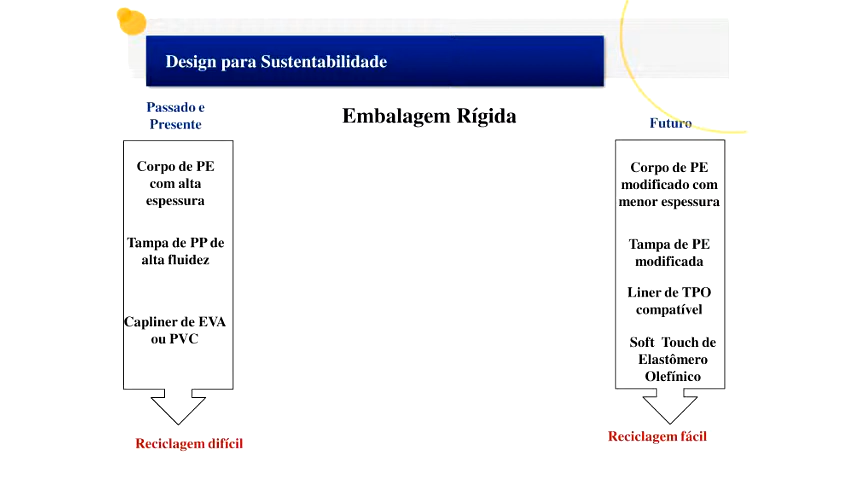 Design para Sustentabilidade
Passado e
Presente
Embalagem Rígida
Futuro
Corpo de PE
com alta
espessura
Tampa de PP de
alta fluidez
Capliner de EVA
ou PVC
Reciclagem difícil
Corpo de PE
modificado com
menor espessura
Tampa de PE
modificada
Liner de TPO
compatível
Soft Touch de
Elastômero
Olefínico
Reciclagem fácil